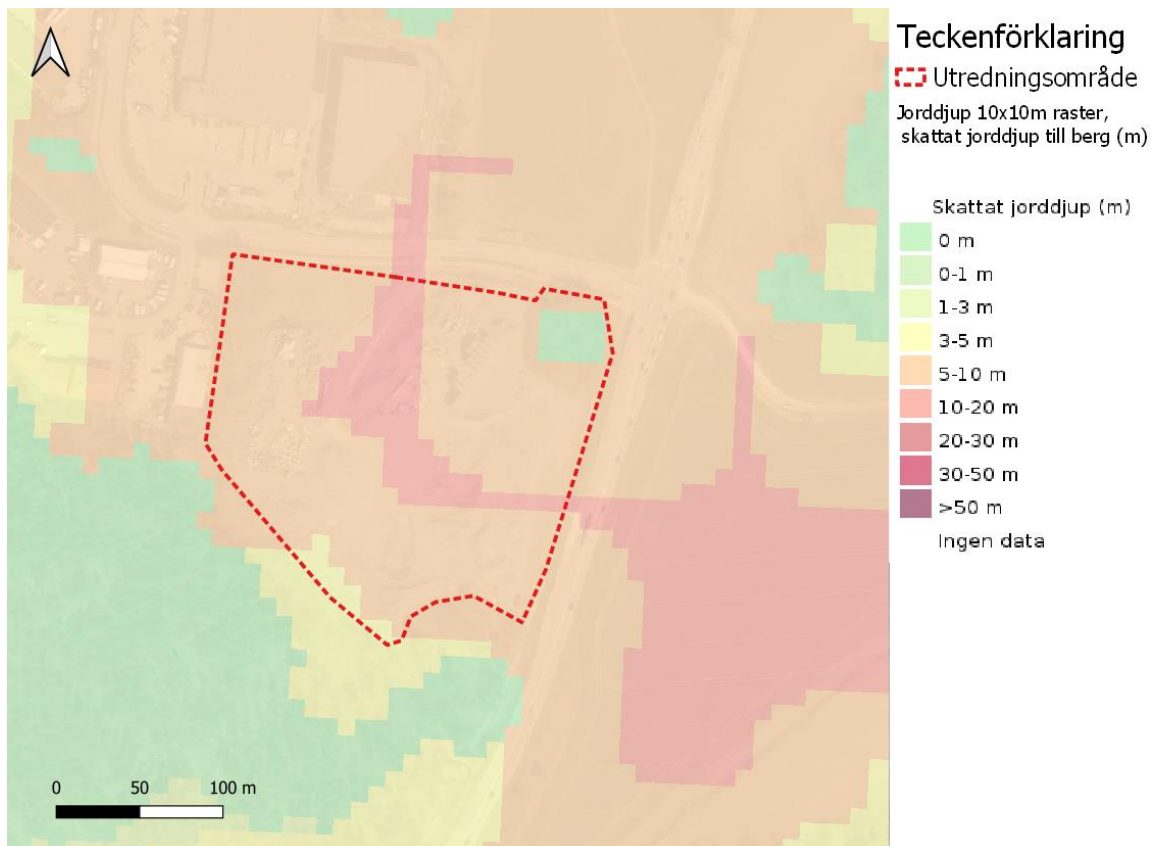 Teckenförklaring
Utredningsområde
Jorddjup 10x10m raster,
skattat jorddjup till berg (m)
Skattat jorddjup (m)
0 m
0-1 m
1-3 m
3-5 m
5-10 m
10-20 m
20-30 m
30-50 m
>50 m
Ingen data
0 50 100 m